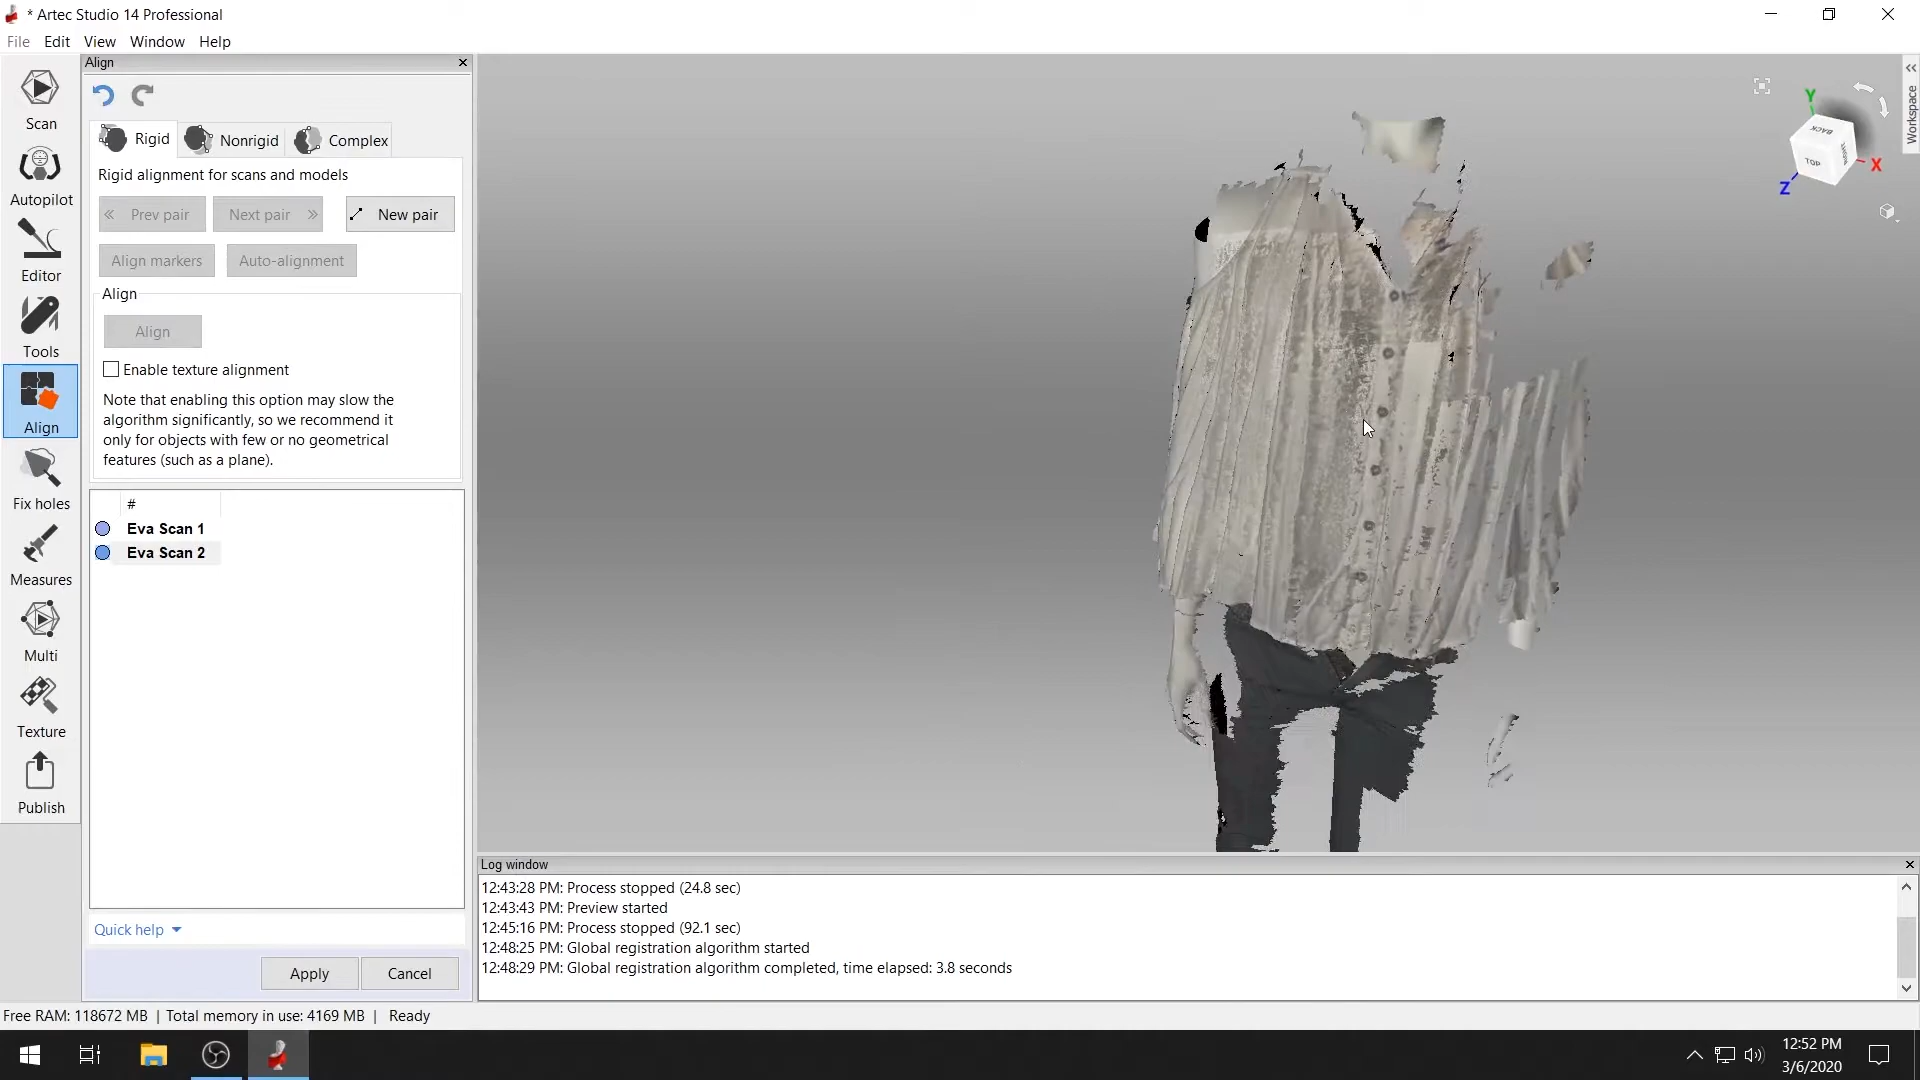 * Artec Studio 14 Professional
File Edit View Window Help
Align
Scan
Autopilot
Editor
Tools
Align
Fix holes
Measures
Multi
Texture
Publish
Rigid Nonrigid Complex
Rigid alignment for scans and models
« Prev pair Next pair » New pair
Align markers Auto-alignment
Align
Align
Enable texture alignment
Note that enabling this option may slow the
algorithm significantly, so we recommend it
only for objects with few or no geometrical
features (such as a plane).
#
Eva Scan 1
Eva Scan 2
Quick help
Apply Cancel
Y
BACK
TOP
X
Z
Workspace
Log window
12:43:28 PM: Process stopped (24.8 sec)
12:43:43 PM: Preview started
12:45:16 PM: Process stopped (92.1 sec)
12:48:25 PM: Global registration algorithm started
12:48:29 PM: Global registration algorithm completed, time elapsed: 3.8 seconds
Free RAM: 118672 MB | Total memory in use: 4169 MB | Ready
12:52 PM
3/6/2020